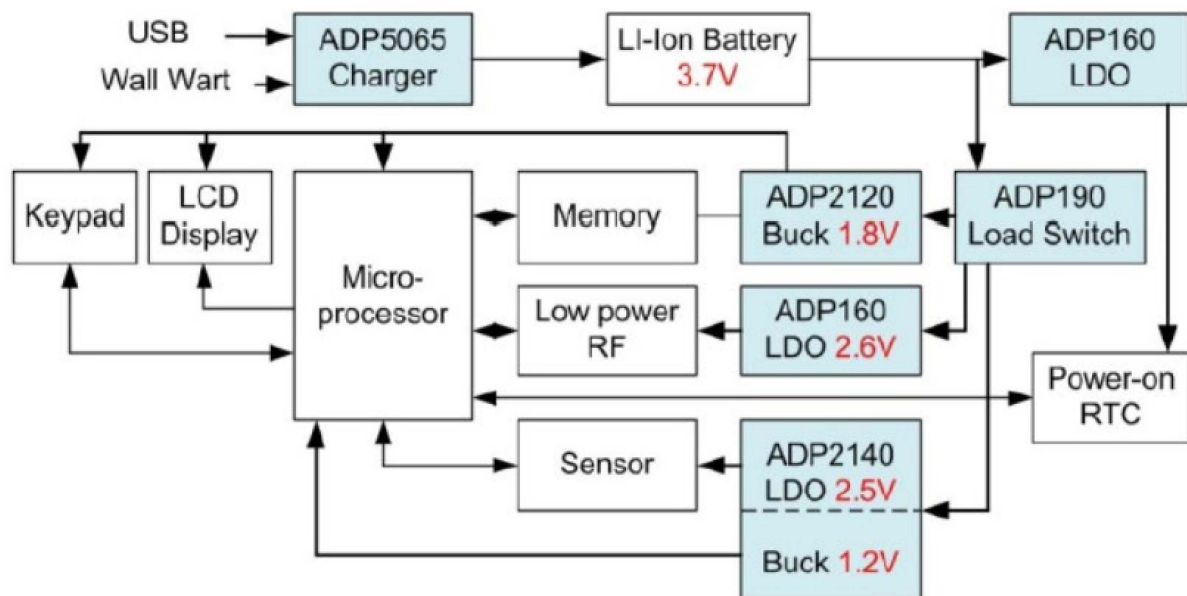 USB
Wall Wart
ADP5065
Charger
LI-Ion Battery
3.7V
ADP160
LDO
Keypad
LCD
Display
Micro-
processor
Memory
ADP2120
Buck 1.8V
ADP190
Load Switch
Low power
RF
ADP160
LDO 2.6V
Power-on
RTC
Sensor
ADP2140
LDO 2.5V
Buck 1.2V